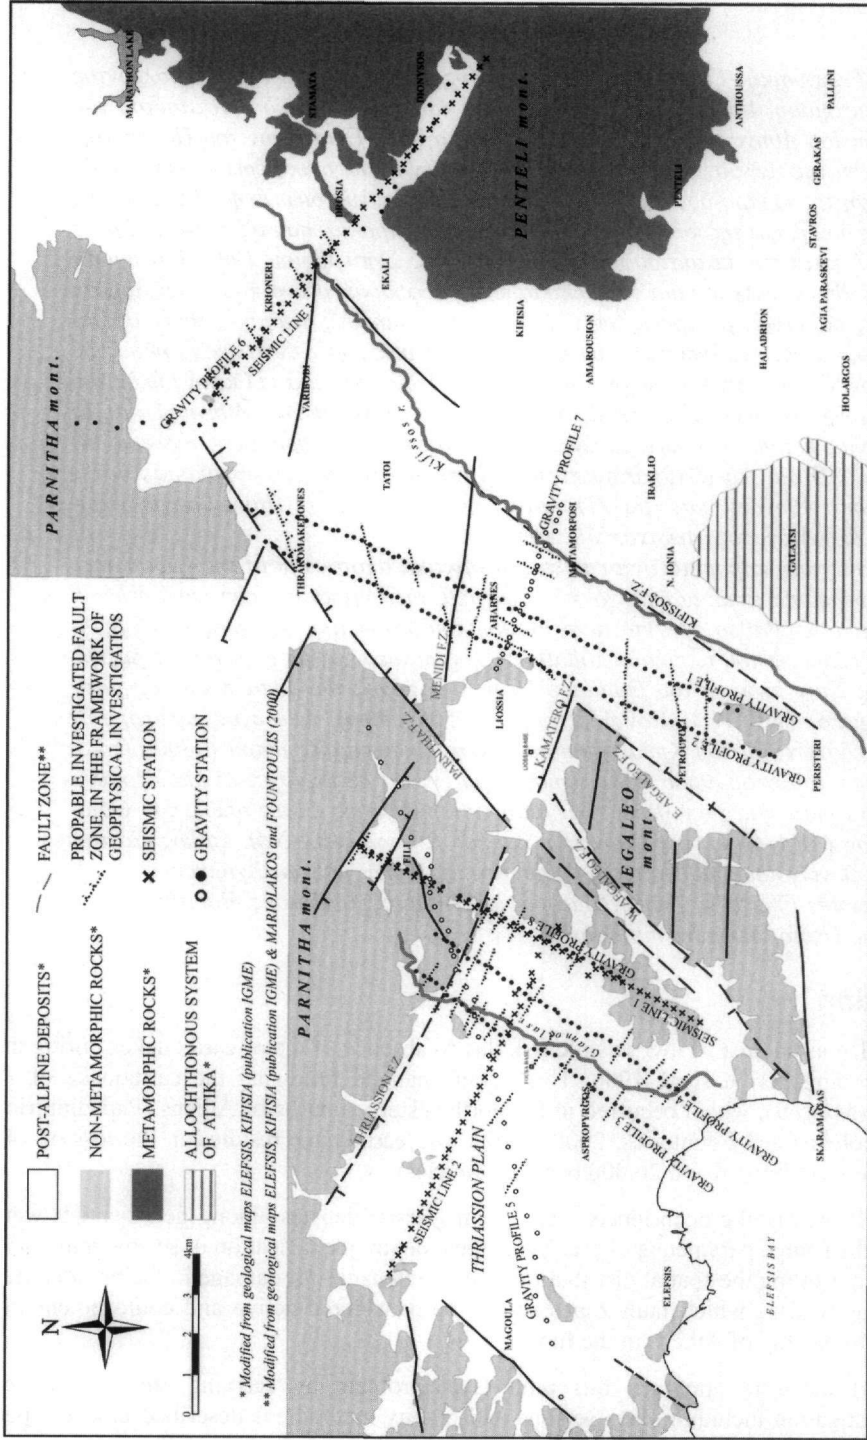 N
0 1 2 3 4km
POST-ALPINE DEPOSITS*
NON-METAMORPHIC ROCKS*
METAMORPHIC ROCKS*
ALLOCHTHONOUS SYSTEM
OF ATTIKA*
FAULT ZONE**
PROPABLE INVESTIGATED FAULT
ZONE, IN THE FRAMEWORK OF
GEOPHYSICAL INVESTIGATIOS
SEISMIC STATION
GRAVITY STATION
* Modified from geological maps ELEFSIS, KIFISIA (publication IGME)
** Modified from geological maps ELEFSIS, KIFISIA (publication IGME) & MARIOLAKOS and FOUNTOULIS (2000)
PARNITHA mont.
MARATHON LAKE
STAMATA
DIONYSOS
DROSIA
KRIONERI
GRAVITY PROFILE 6
SEISMIC LINE 3
VARIBOBI
EKALI
PENTELI mont.
TATOI
Kifissos r.
THRAKOMAKEDONES
KIFISIA
AMAROUSION
PENTELI
ANTHOUSSA
PALLINI
GERAKAS
STAVROS
AGIA PARASKEVI
HALADRION
HOLARGOS
IRAKLIO
N. IONIA
GALATSI
METAMORFOSI
GRAVITY PROFILE 7
KIFISSOS F.Z.
AHARNES
MENIDI F.Z.
LIOSSIA
KAMATERO F.Z.
PARNITHA F.Z.
GRAVITY PROFILE 1
GRAVITY PROFILE 2
PETROUPOLI
PERISTERI
E. AEGALEO F.Z.
AEGALEO
mont.
W. AEGALEO F.Z.
PARNITHA mont.
FILI
GRAVITY PROFILE 8
SEISMIC LINE 1
THRIASSION F.Z.
SEISMIC LINE 2
THRIASSION PLAIN
ASPROPYRGOS
GRAVITY PROFILE 3
GRAVITY PROFILE 4
GRAVITY PROFILE 5
MAGOULA
SKARAMAGAS
ELEFSIS
ELEFSIS BAY